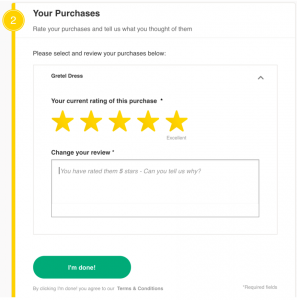 2
Your Purchases
Rate your purchases and tell us what you thought of them
Please select and review your purchases below:
Gretel Dress
Your current rating of this purchase *
Excellent
Change your review *
You have rated them 5 stars - Can you tell us why?
I'm done!
By clicking I'm done! you agree to our Terms & Conditions
*Required fields